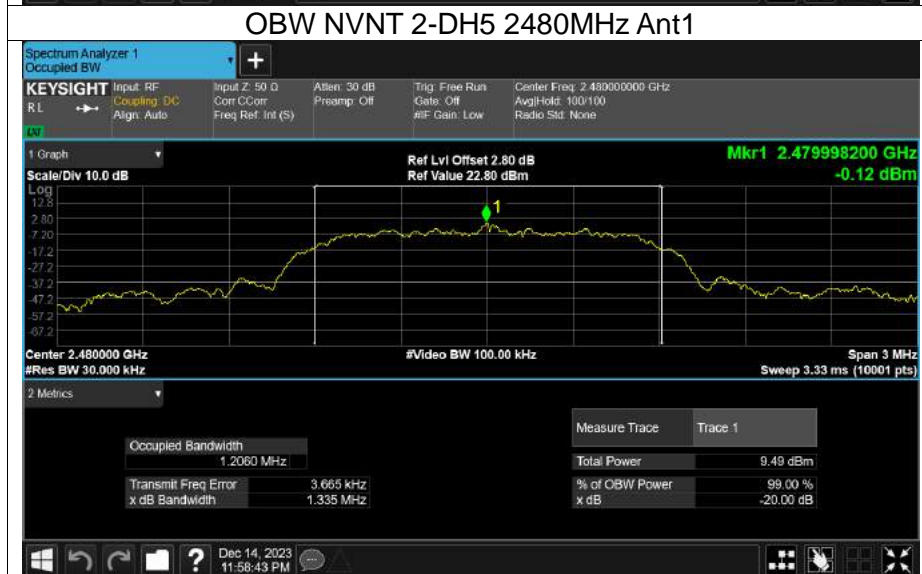 OBW NVNT 2-DH5 2480MHz Ant1
Spectrum Analyzer 1
Occupied BW
+
KEYSIGHT
RL
Input: RF
Coupling: DC
Align: Auto
Input Z: 50 Ω
Corr CCorr
Freq Ref: Int (S)
Atten: 30 dB
Preamp: Off
Trig: Free Run
Gate: Off
#IF Gain: Low
Center Freq: 2.480000000 GHz
Avg|Hold: 100/100
Radio Std: None
LXI
1 Graph
Scale/Div 10.0 dB
Ref Lvl Offset 2.80 dB
Ref Value 22.80 dBm
Mkr1 2.479998200 GHz
-0.12 dBm
Log
12.8
2.80
-7.20
-17.2
-27.2
-37.2
-47.2
-57.2
-67.2
1
Center 2.480000 GHz
#Res BW 30.000 kHz
#Video BW 100.00 kHz
Span 3 MHz
Sweep 3.33 ms (10001 pts)
2 Metrics
Measure Trace Trace 1
Occupied Bandwidth
1.2060 MHz
Total Power 9.49 dBm
Transmit Freq Error 3.665 kHz
% of OBW Power 99.00 %
x dB Bandwidth 1.335 MHz
x dB -20.00 dB
?
Dec 14, 2023
11:58:43 PM